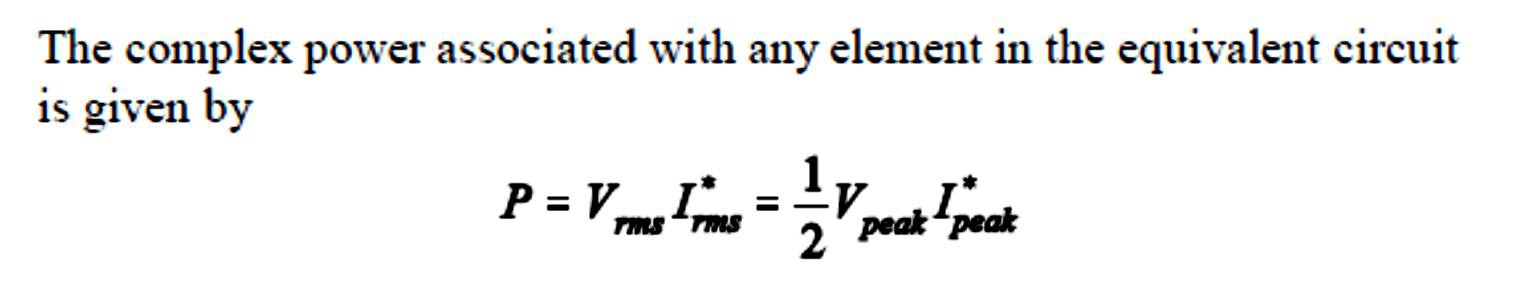 The complex power associated with any element in the equivalent circuit
is given by
P = V_rms I*_rms = 1/2 V_peak I*_peak